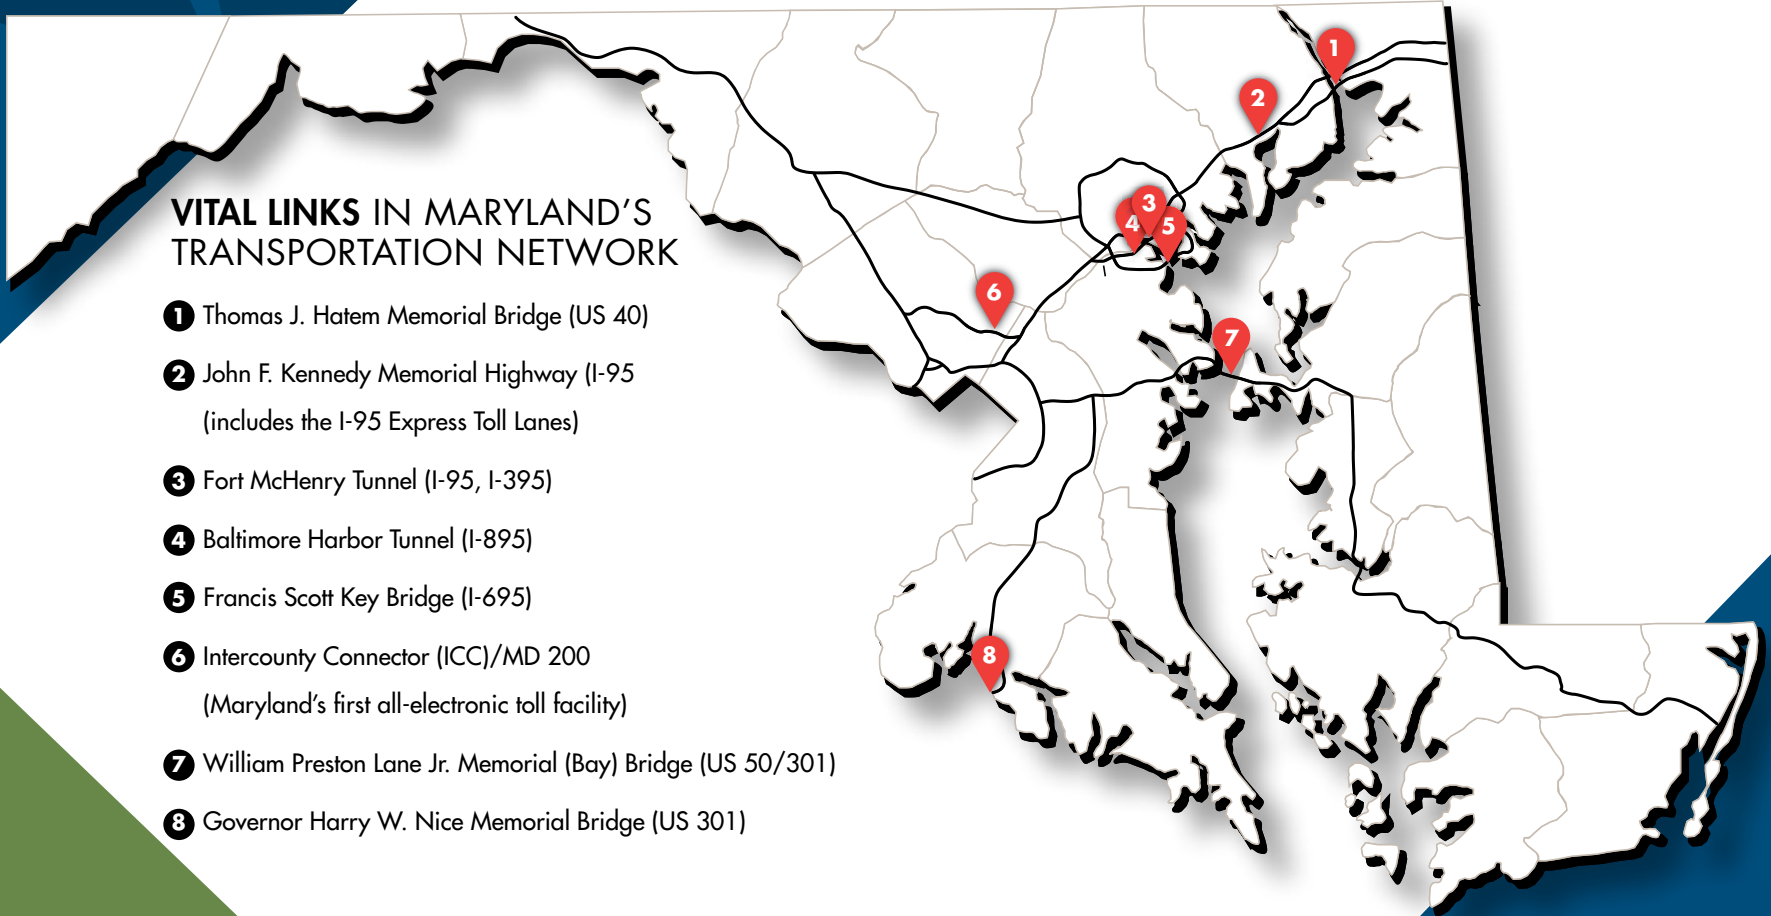 VITAL LINKS IN MARYLAND'S
TRANSPORTATION NETWORK
1 Thomas J. Hatem Memorial Bridge (US 40)
2 John F. Kennedy Memorial Highway (I-95
(includes the I-95 Express Toll Lanes)
3 Fort McHenry Tunnel (I-95, I-395)
4 Baltimore Harbor Tunnel (I-895)
5 Francis Scott Key Bridge (I-695)
6 Intercounty Connector (ICC)/MD 200
(Maryland's first all-electronic toll facility)
7 William Preston Lane Jr. Memorial (Bay) Bridge (US 50/301)
8 Governor Harry W. Nice Memorial Bridge (US 301)
1
2
3
4
5
6
7
8